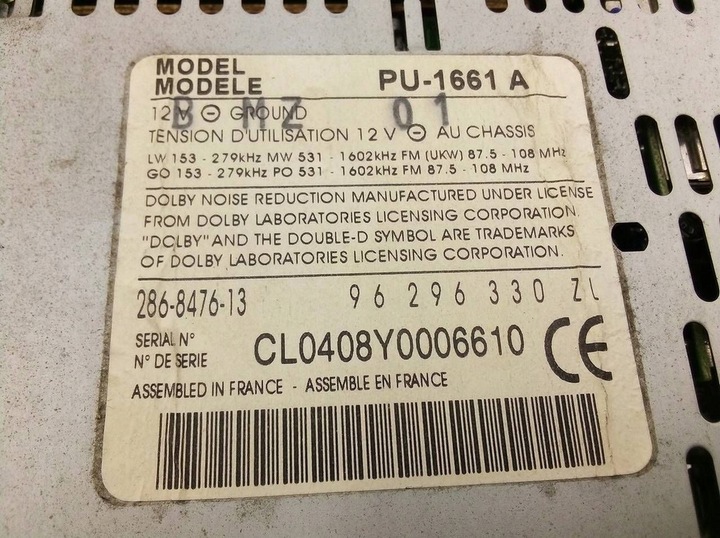 MODEL
MODELE PU-1661 A
B MZ 01
12 V ⊖ GROUND
TENSION D'UTILISATION 12 V ⊖ AU CHASSIS
LW 153 - 279kHz MW 531 - 1602kHz FM (UKW) 87.5 - 108 MHz
GO 153 - 279kHz PO 531 - 1602kHz FM 87.5 - 108 MHz
DOLBY NOISE REDUCTION MANUFACTURED UNDER LICENSE
FROM DOLBY LABORATORIES LICENSING CORPORATION.
"DOLBY" AND THE DOUBLE-D SYMBOL ARE TRADEMARKS
OF DOLBY LABORATORIES LICENSING CORPORATION.
286-8476-13 96 296 330 ZL
SERIAL N°
N° DE SERIE CL0408Y0006610 CE
ASSEMBLED IN FRANCE - ASSEMBLE EN FRANCE